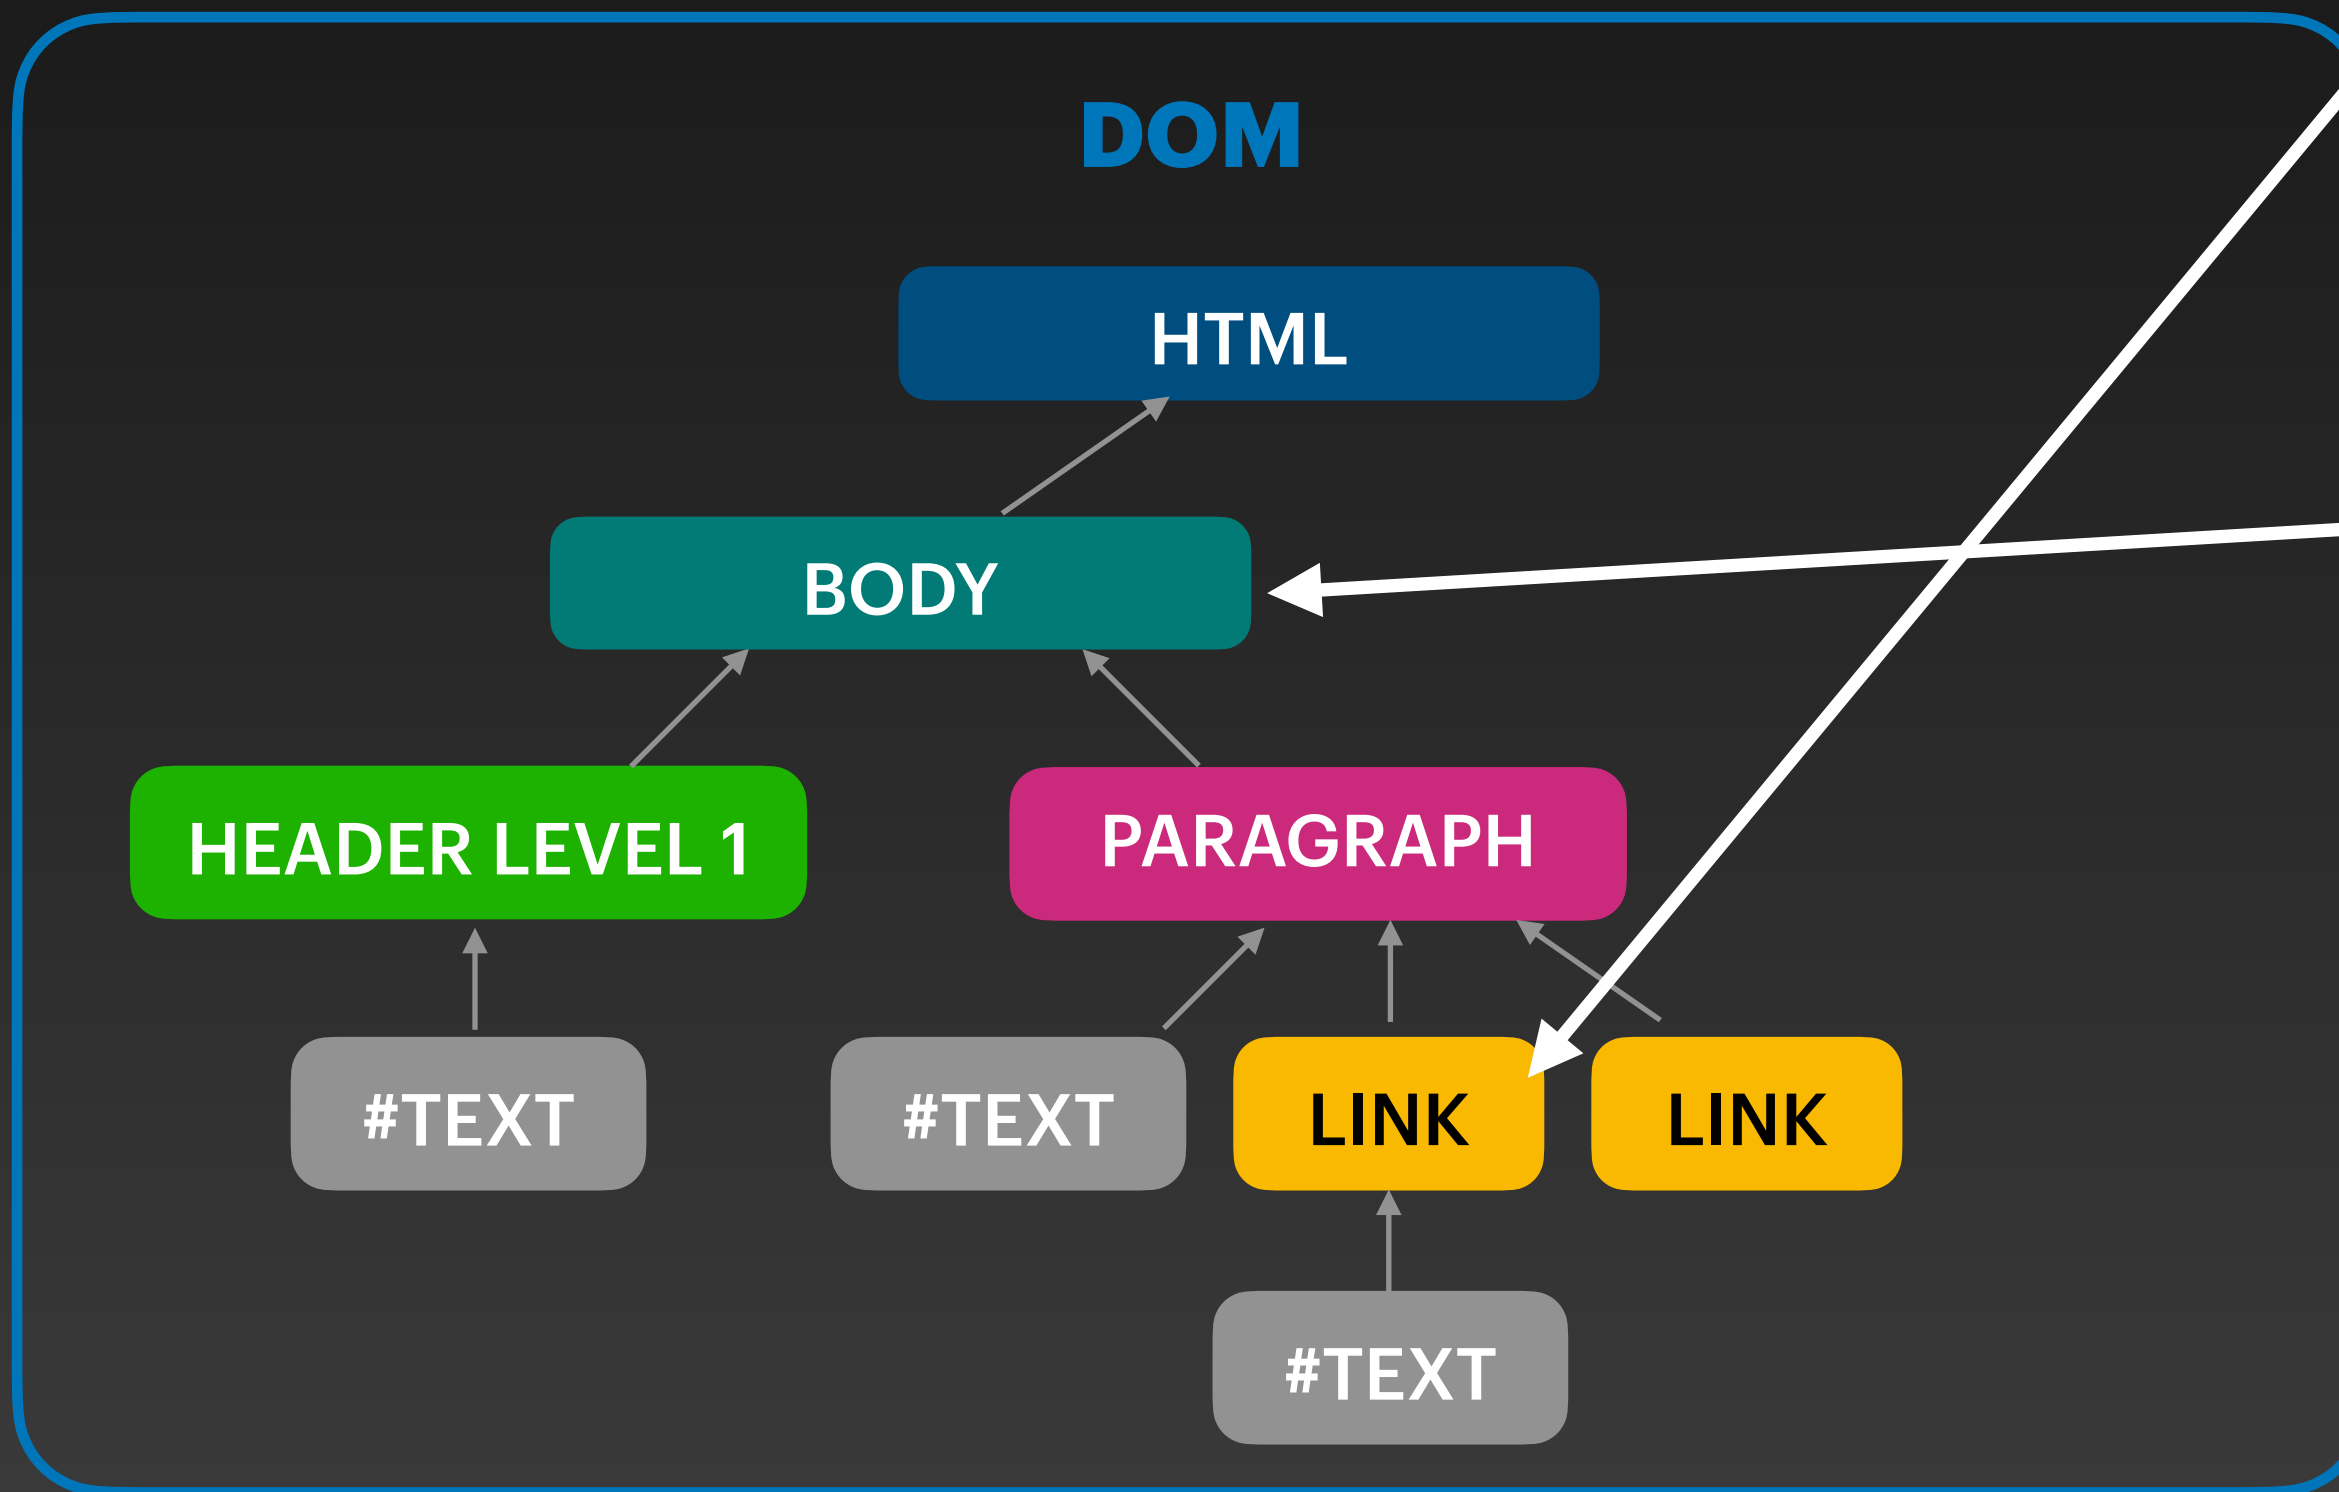 DOM
HTML
BODY
HEADER LEVEL 1
PARAGRAPH
#TEXT
#TEXT
LINK
LINK
#TEXT